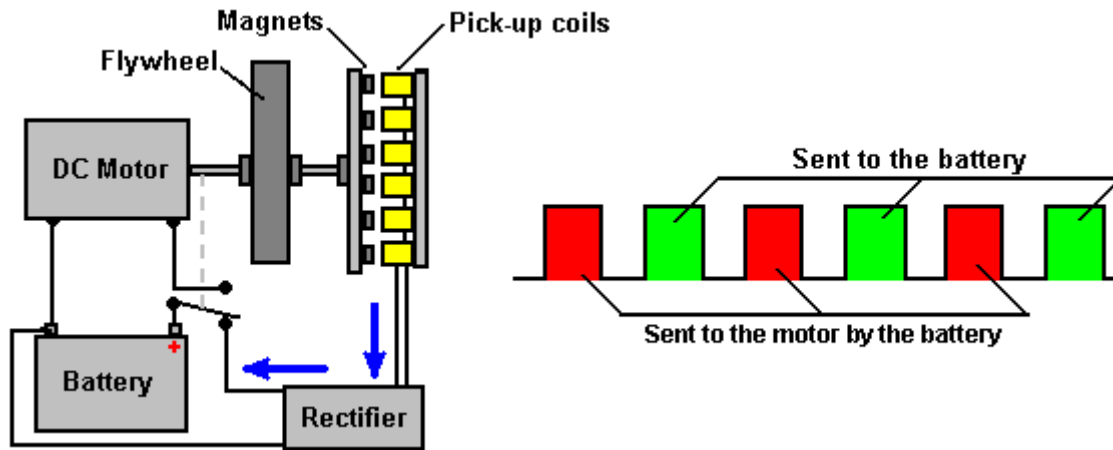 Magnets
Pick-up coils
Flywheel
DC Motor
Sent to the battery
Sent to the motor by the battery
+
Battery
Rectifier